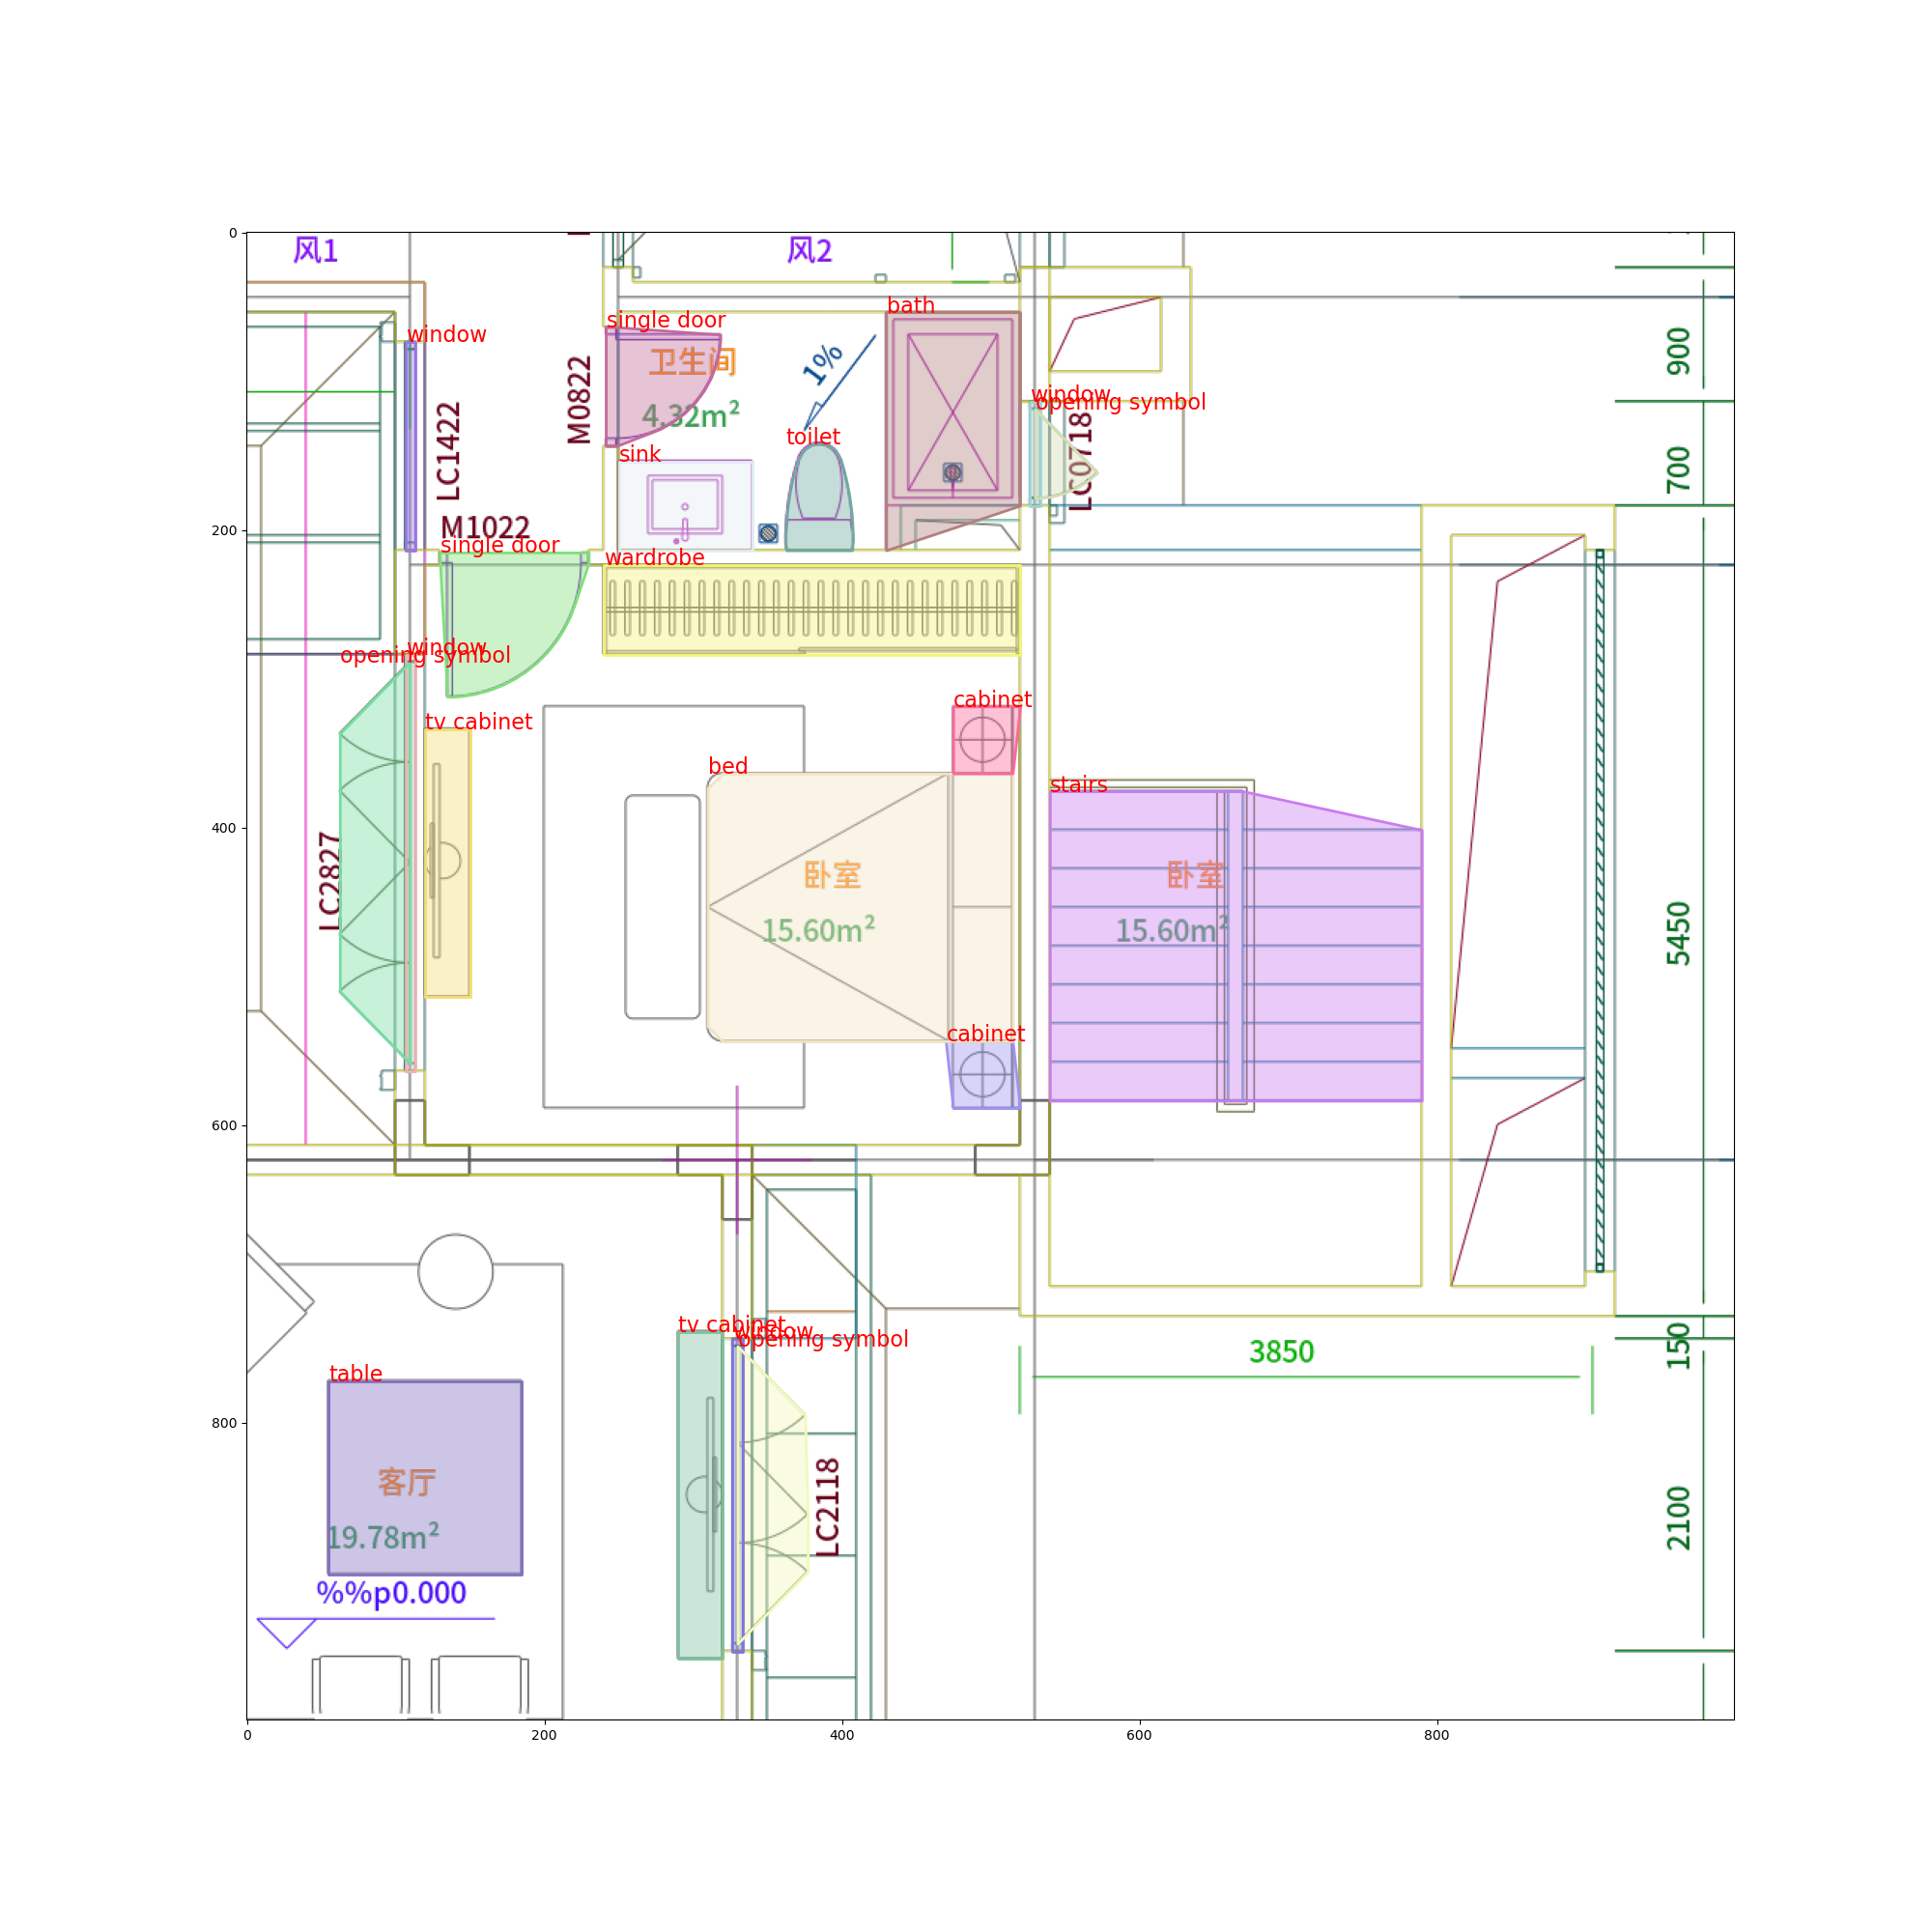 0
风1
风2
bath
single door
window
卫生间
1%
900
M0822
4.32m²
window
opening symbol
LC1422
toilet
sink
LC0718
700
M1022
200
single door
wardrobe
window
opening symbol
cabinet
tv cabinet
bed
stairs
400
LC2827
卧室
卧室
15.60m²
15.60m²
5450
cabinet
600
tv cabinet
window
opening symbol
150
3850
table
800
客厅
LC2118
2100
19.78m²
%%p0.000
0
200
400
600
800